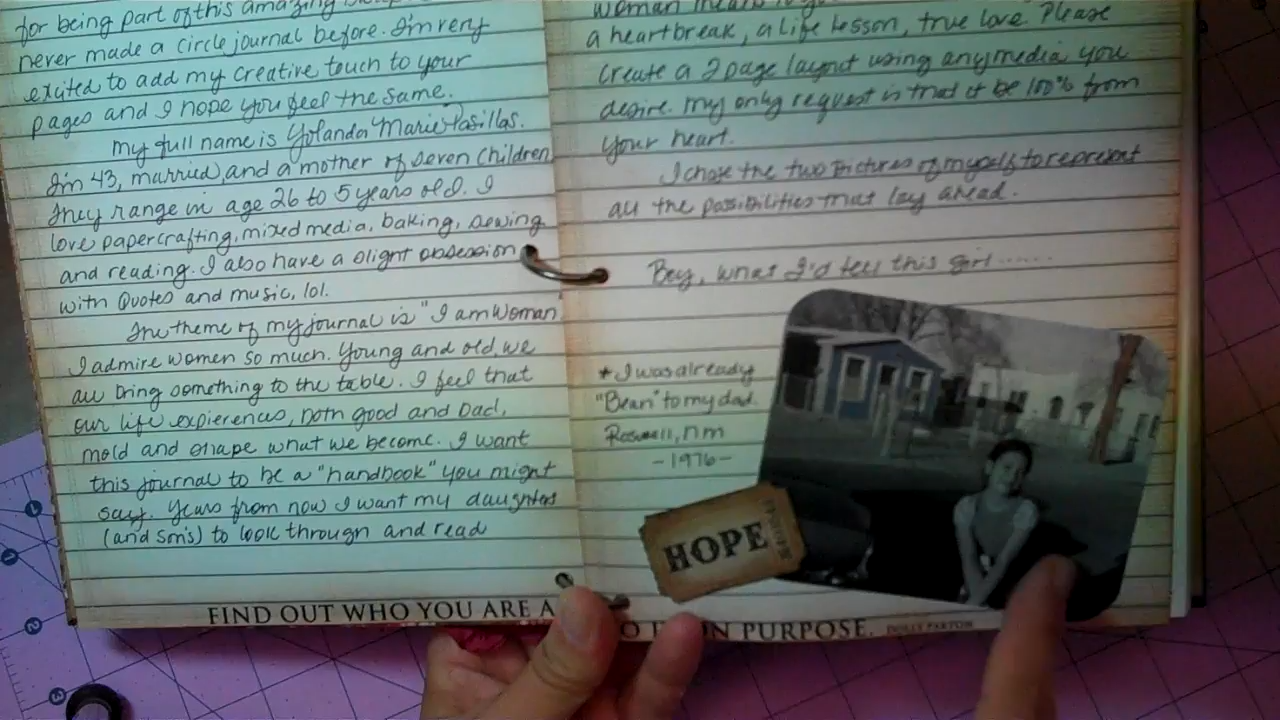 for being part of this amazing
never made a circle journal before. I'm very
excited to add my creative touch to your
pages and I hope you feel the same.
my full name is Yolanda Marie Pasillas.
I'm 43, married, and a mother of seven children
They range in age 26 to 5 years old. I
love papercrafting, mixed media, baking, sewing
and reading. I also have a slight obsession
with Quotes and music, lol.
The theme of my journal is "I am Woman
I admire women so much. Young and old, we
all bring something to the table. I feel that
our life expierences, both good and bad,
mold and shape what we become. I want
this journal to be a "handbook" you might
say. Years from now I want my daughters
(and son's) to look through and read
woman means to
a heartbreak, a life lesson, true love. Please
create a 2 page layout using any media you
desire. My only request is that it be 100% from
your heart.
I chose the two pictures of myself to represent
all the possibilities that lay ahead.
Bey, what I'd tell this girl......
* I was already
"Bean" to my dad.
Roswell, nm
-1976-
HOPE
FIND OUT WHO YOU ARE A
O I ON PURPOSE. DOLLY PARTON